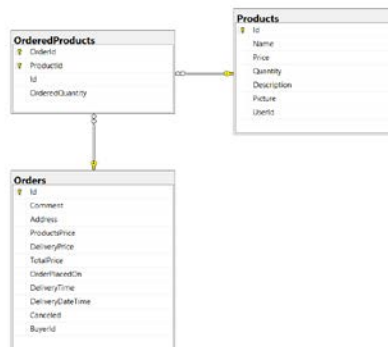 Products
Id
Name
Price
Quantity
Description
Picture
UserId
OrderedProducts
OrderId
ProductId
Id
OrderedQuantity
Orders
Id
Comment
Address
ProductsPrice
DeliveryPrice
TotalPrice
OrderPlacedOn
DeliveryTime
DeliveryDateTime
Canceled
BuyerId